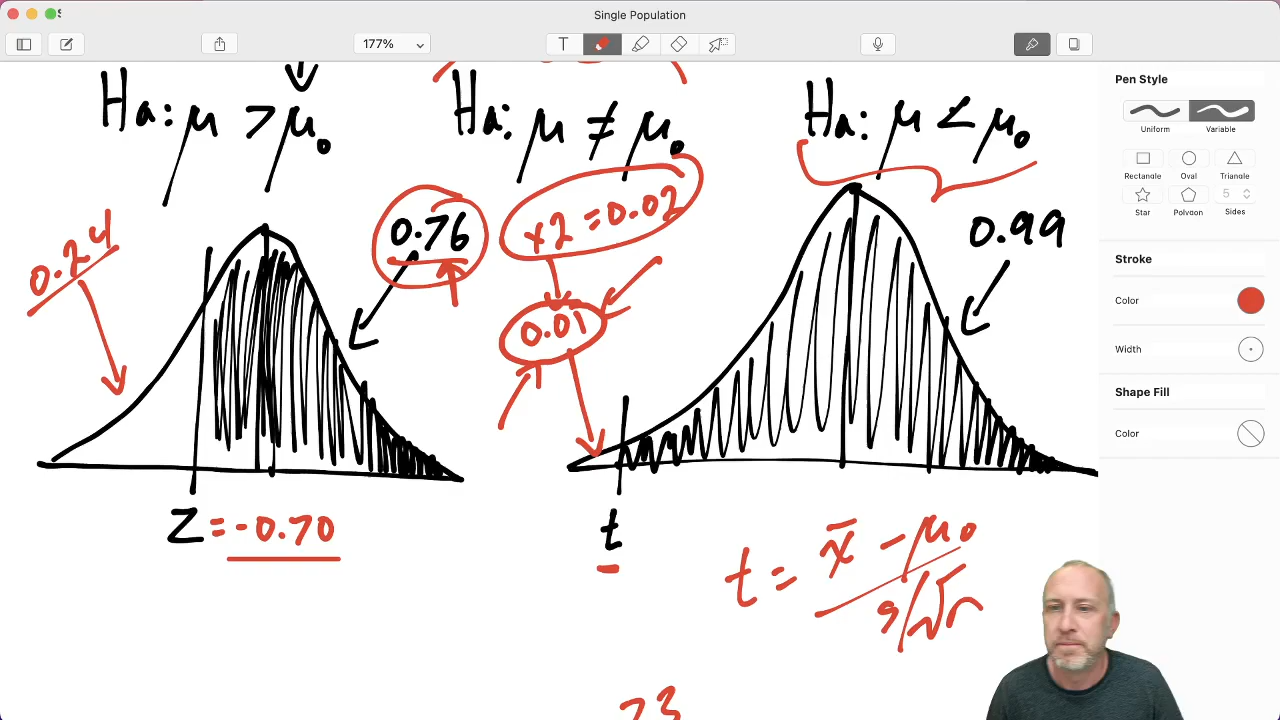 Single Population
177%
T
Ha: μ > μ₀
Ha: μ ≠ μ₀
Ha: μ < μ₀
0.24
0.76
x2 = 0.02
0.01
0.99
Z = -0.70
t
t = x̄ - μ₀
s/√n
23
Pen Style
Uniform
Variable
Rectangle
Oval
Triangle
Star
Polygon
5
Sides
Stroke
Color
Width
Shape Fill
Color